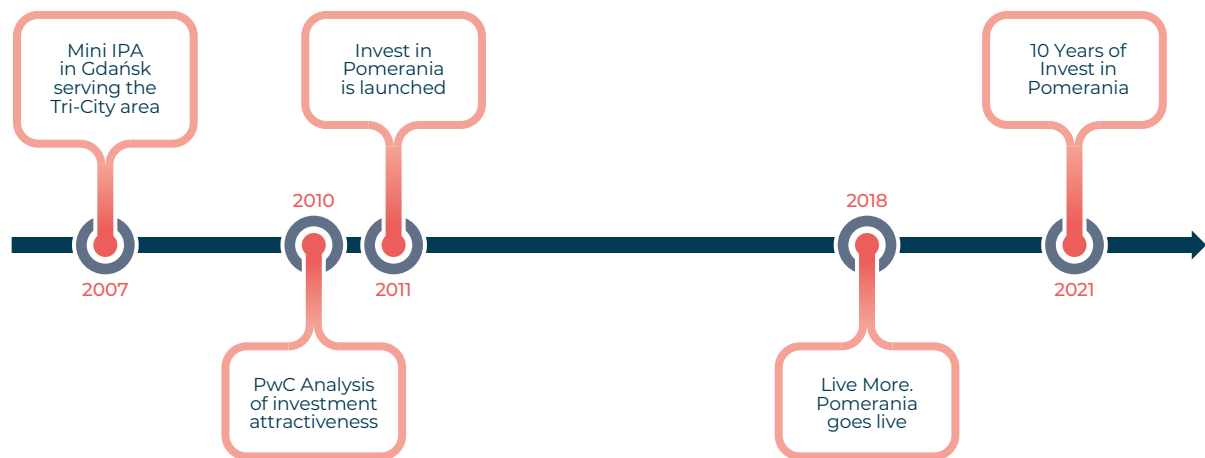 Mini IPA
in Gdańsk
serving the
Tri-City area
2007
2010
PwC Analysis
of investment
attractiveness
Invest in
Pomerania
is launched
2011
2018
Live More.
Pomerania
goes live
10 Years of
Invest in
Pomerania
2021